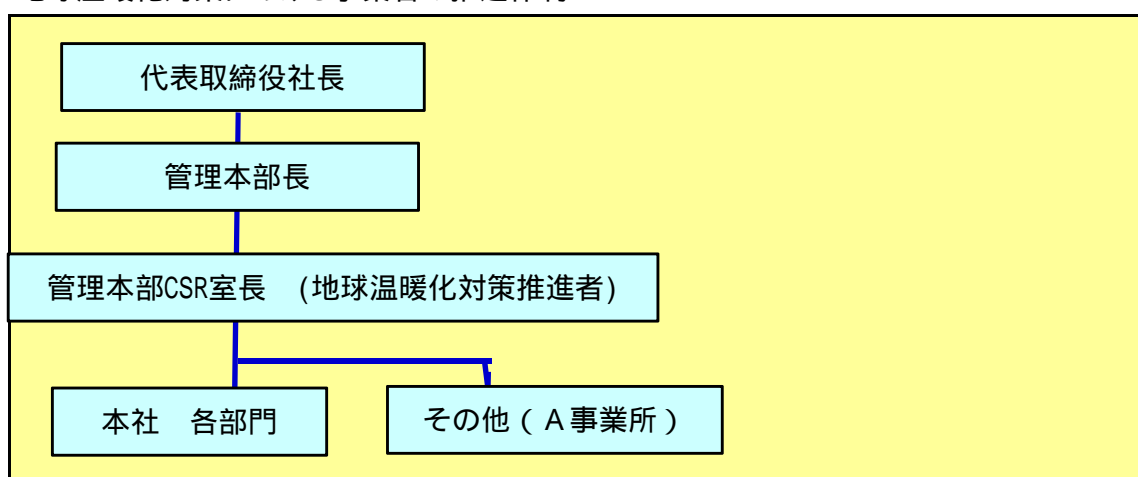 代表取締役社長
管理本部長
管理本部CSR室長　(地球温暖化対策推進者)
本社　各部門
その他(A事業所)